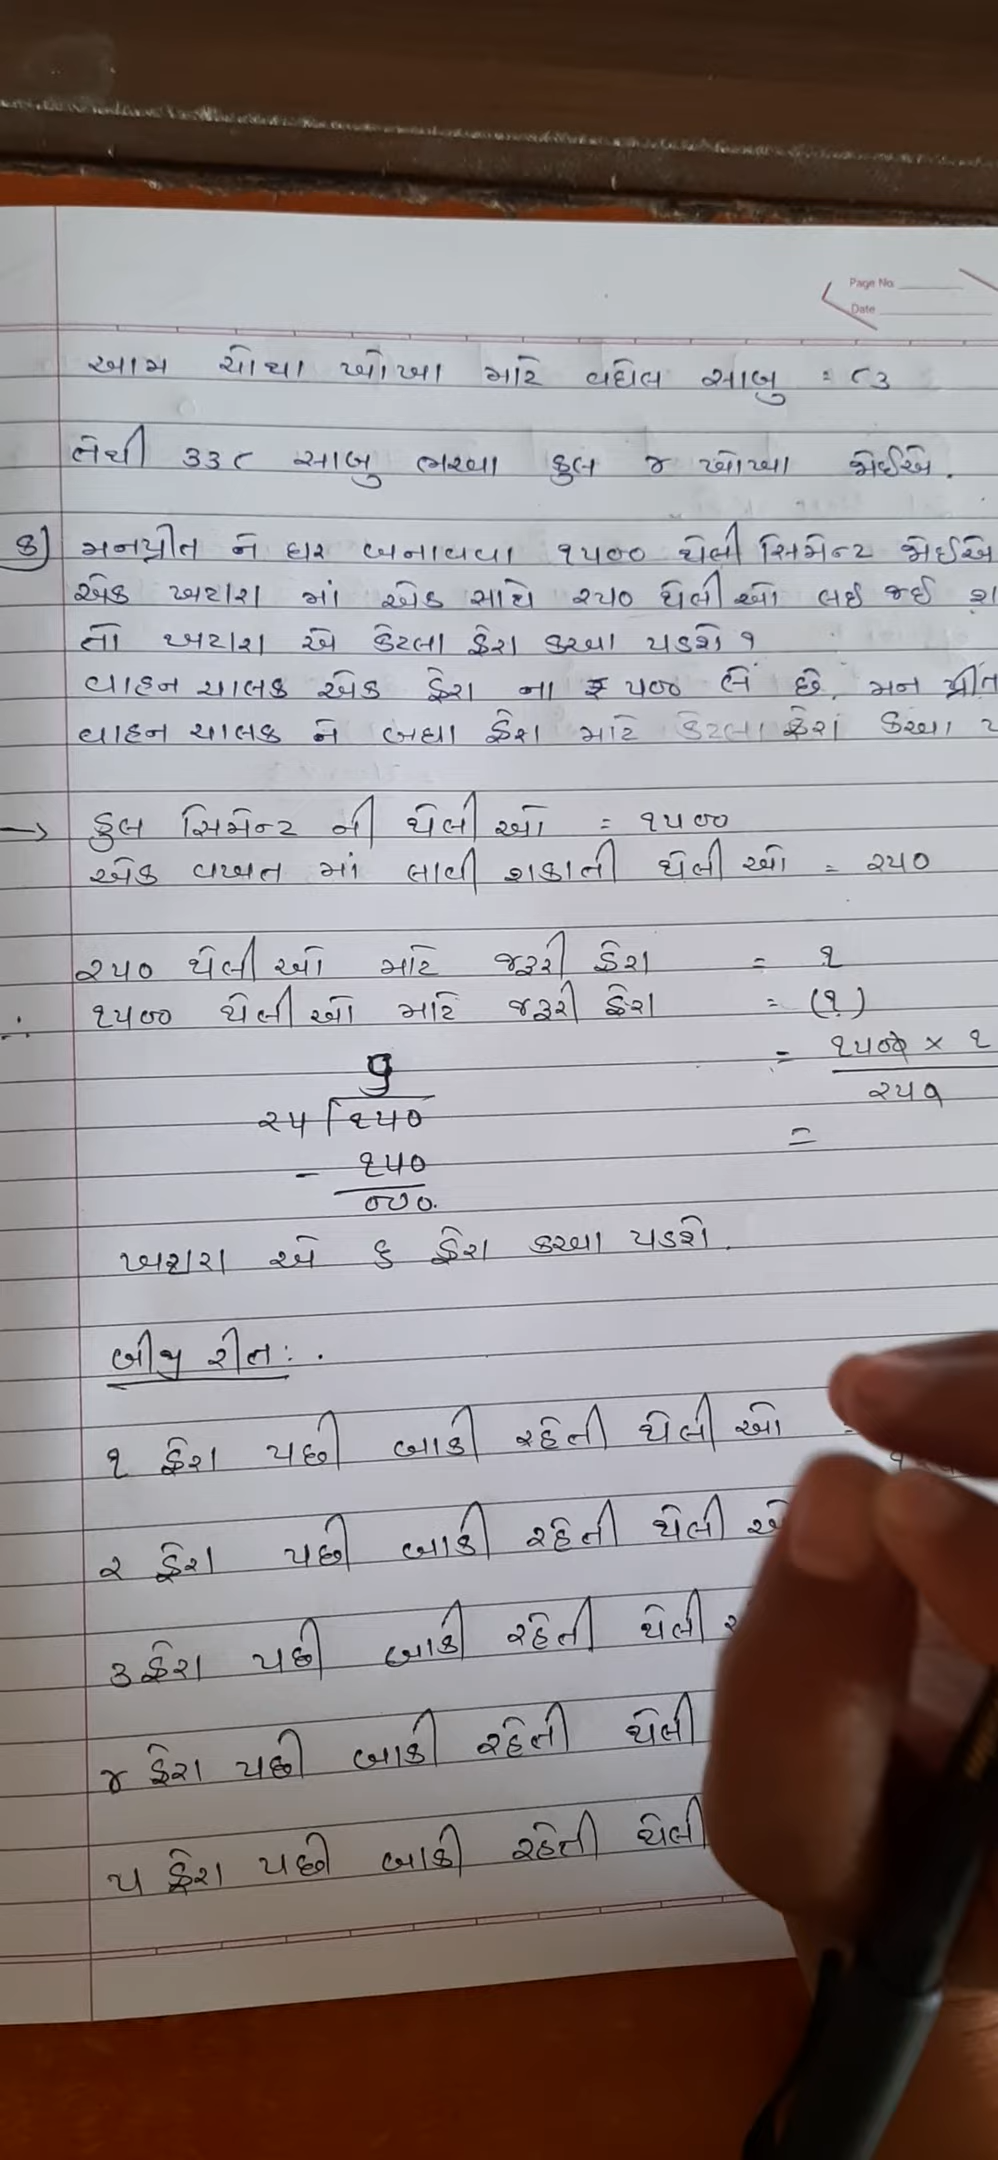 Page No.
Date
આમ ચોથા ખોખા માટે વધેલ સાબુ = ૮૩
તેથી ૩૩૮ સાબુ ભરવા કુલ ૪ ખોખા જોઈએ.
ક) મનપ્રીત ને ઘર બનાવવા ૧૫૦૦ થેલી સિમેન્ટ જોઈએ
એક ખટારા માં એક સાથે ૨૫૦ થેલી ઓ લઈ જઈ શ
તો ખટારા એ કેટલા ફેરા કરવા પડશે ?
વાહન ચાલક એક ફેરા ના ₹ ૫૦૦ લે છે. મન પ્રીત
વાહન ચાલક ને બધા ફેરા માટે કેટલા ફેરા કરવા
→ કુલ સિમેન્ટ ની થેલી ઓ = ૧૫૦૦
એક વખત માં લાવી શકાતી થેલી ઓ = ૨૫૦
૨૫૦ થેલી ઓ માટે જરૂરી ફેરા = ૧
∴ ૧૫૦૦ થેલી ઓ માટે જરૂરી ફેરા = (?)
= ૧૫૦૦ × ૧
૨૫૦
=
૨૫ ૧૫૦
- ૧૫૦
૦૦૦.
ખટારા એ ૬ ફેરા કરવા પડશે.
બીજી રીત : .
૧ ફેરા પછી બાકી રહેતી થેલી ઓ =
૨ ફેરા પછી બાકી રહેતી થેલી
૩ ફેરા પછી બાકી રહેતી થેલી
૪ ફેરા પછી બાકી રહેતી થેલી
૫ ફેરા પછી બાકી રહેતી થેલી